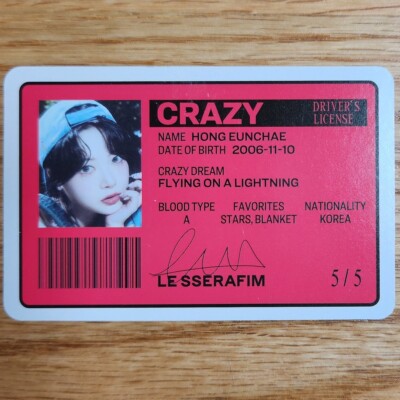 CRAZY
DRIVER'S
LICENSE
NAME HONG EUNCHAE
DATE OF BIRTH 2006-11-10
CRAZY DREAM
FLYING ON A LIGHTNING
BLOOD TYPE FAVORITES NATIONALITY
A STARS, BLANKET KOREA
LE SSERAFIM
5/5